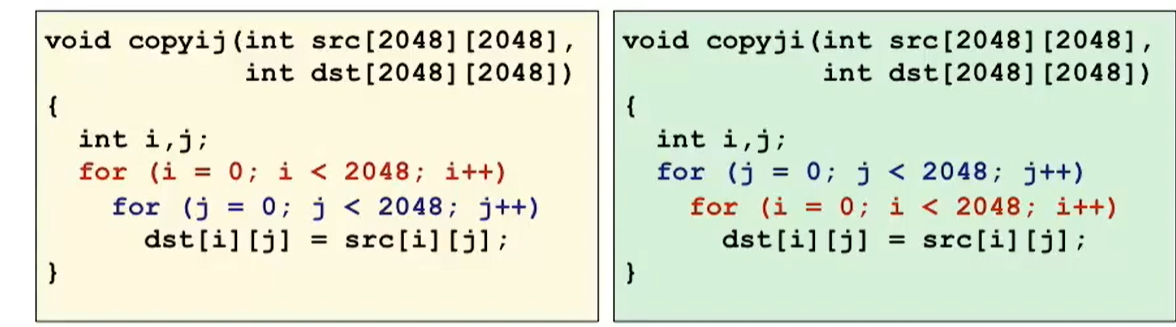 void copyij(int src[2048][2048],
            int dst[2048][2048])
{
  int i,j;
  for (i = 0; i < 2048; i++)
    for (j = 0; j < 2048; j++)
      dst[i][j] = src[i][j];
}
void copyji(int src[2048][2048],
            int dst[2048][2048])
{
  int i,j;
  for (j = 0; j < 2048; j++)
    for (i = 0; i < 2048; i++)
      dst[i][j] = src[i][j];
}